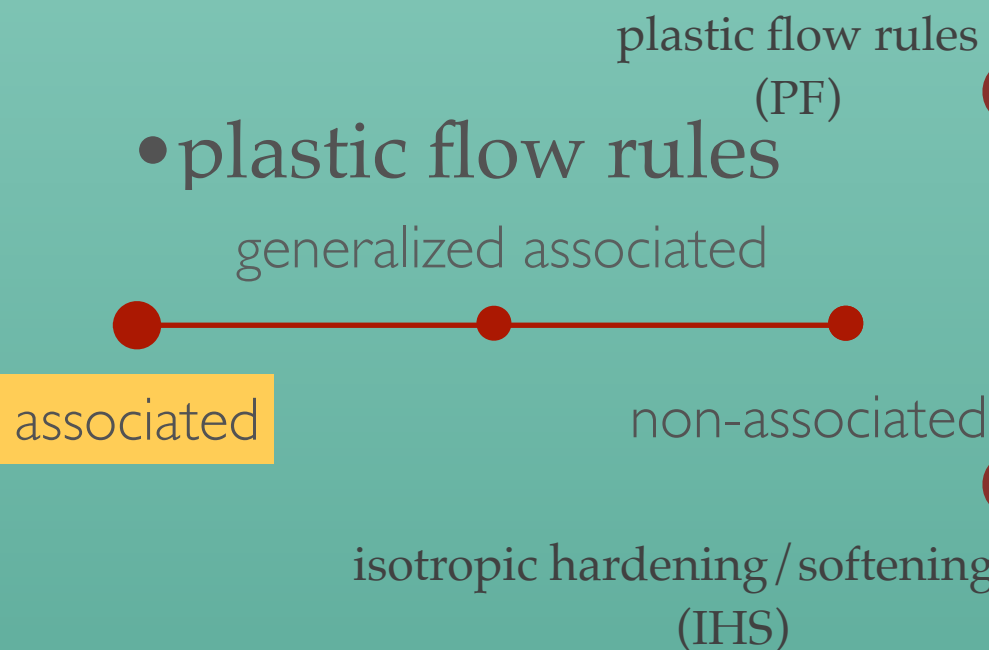 plastic flow rules
(PF)
•plastic flow rules
generalized associated
associated
non-associated
isotropic hardening/softening
(IHS)